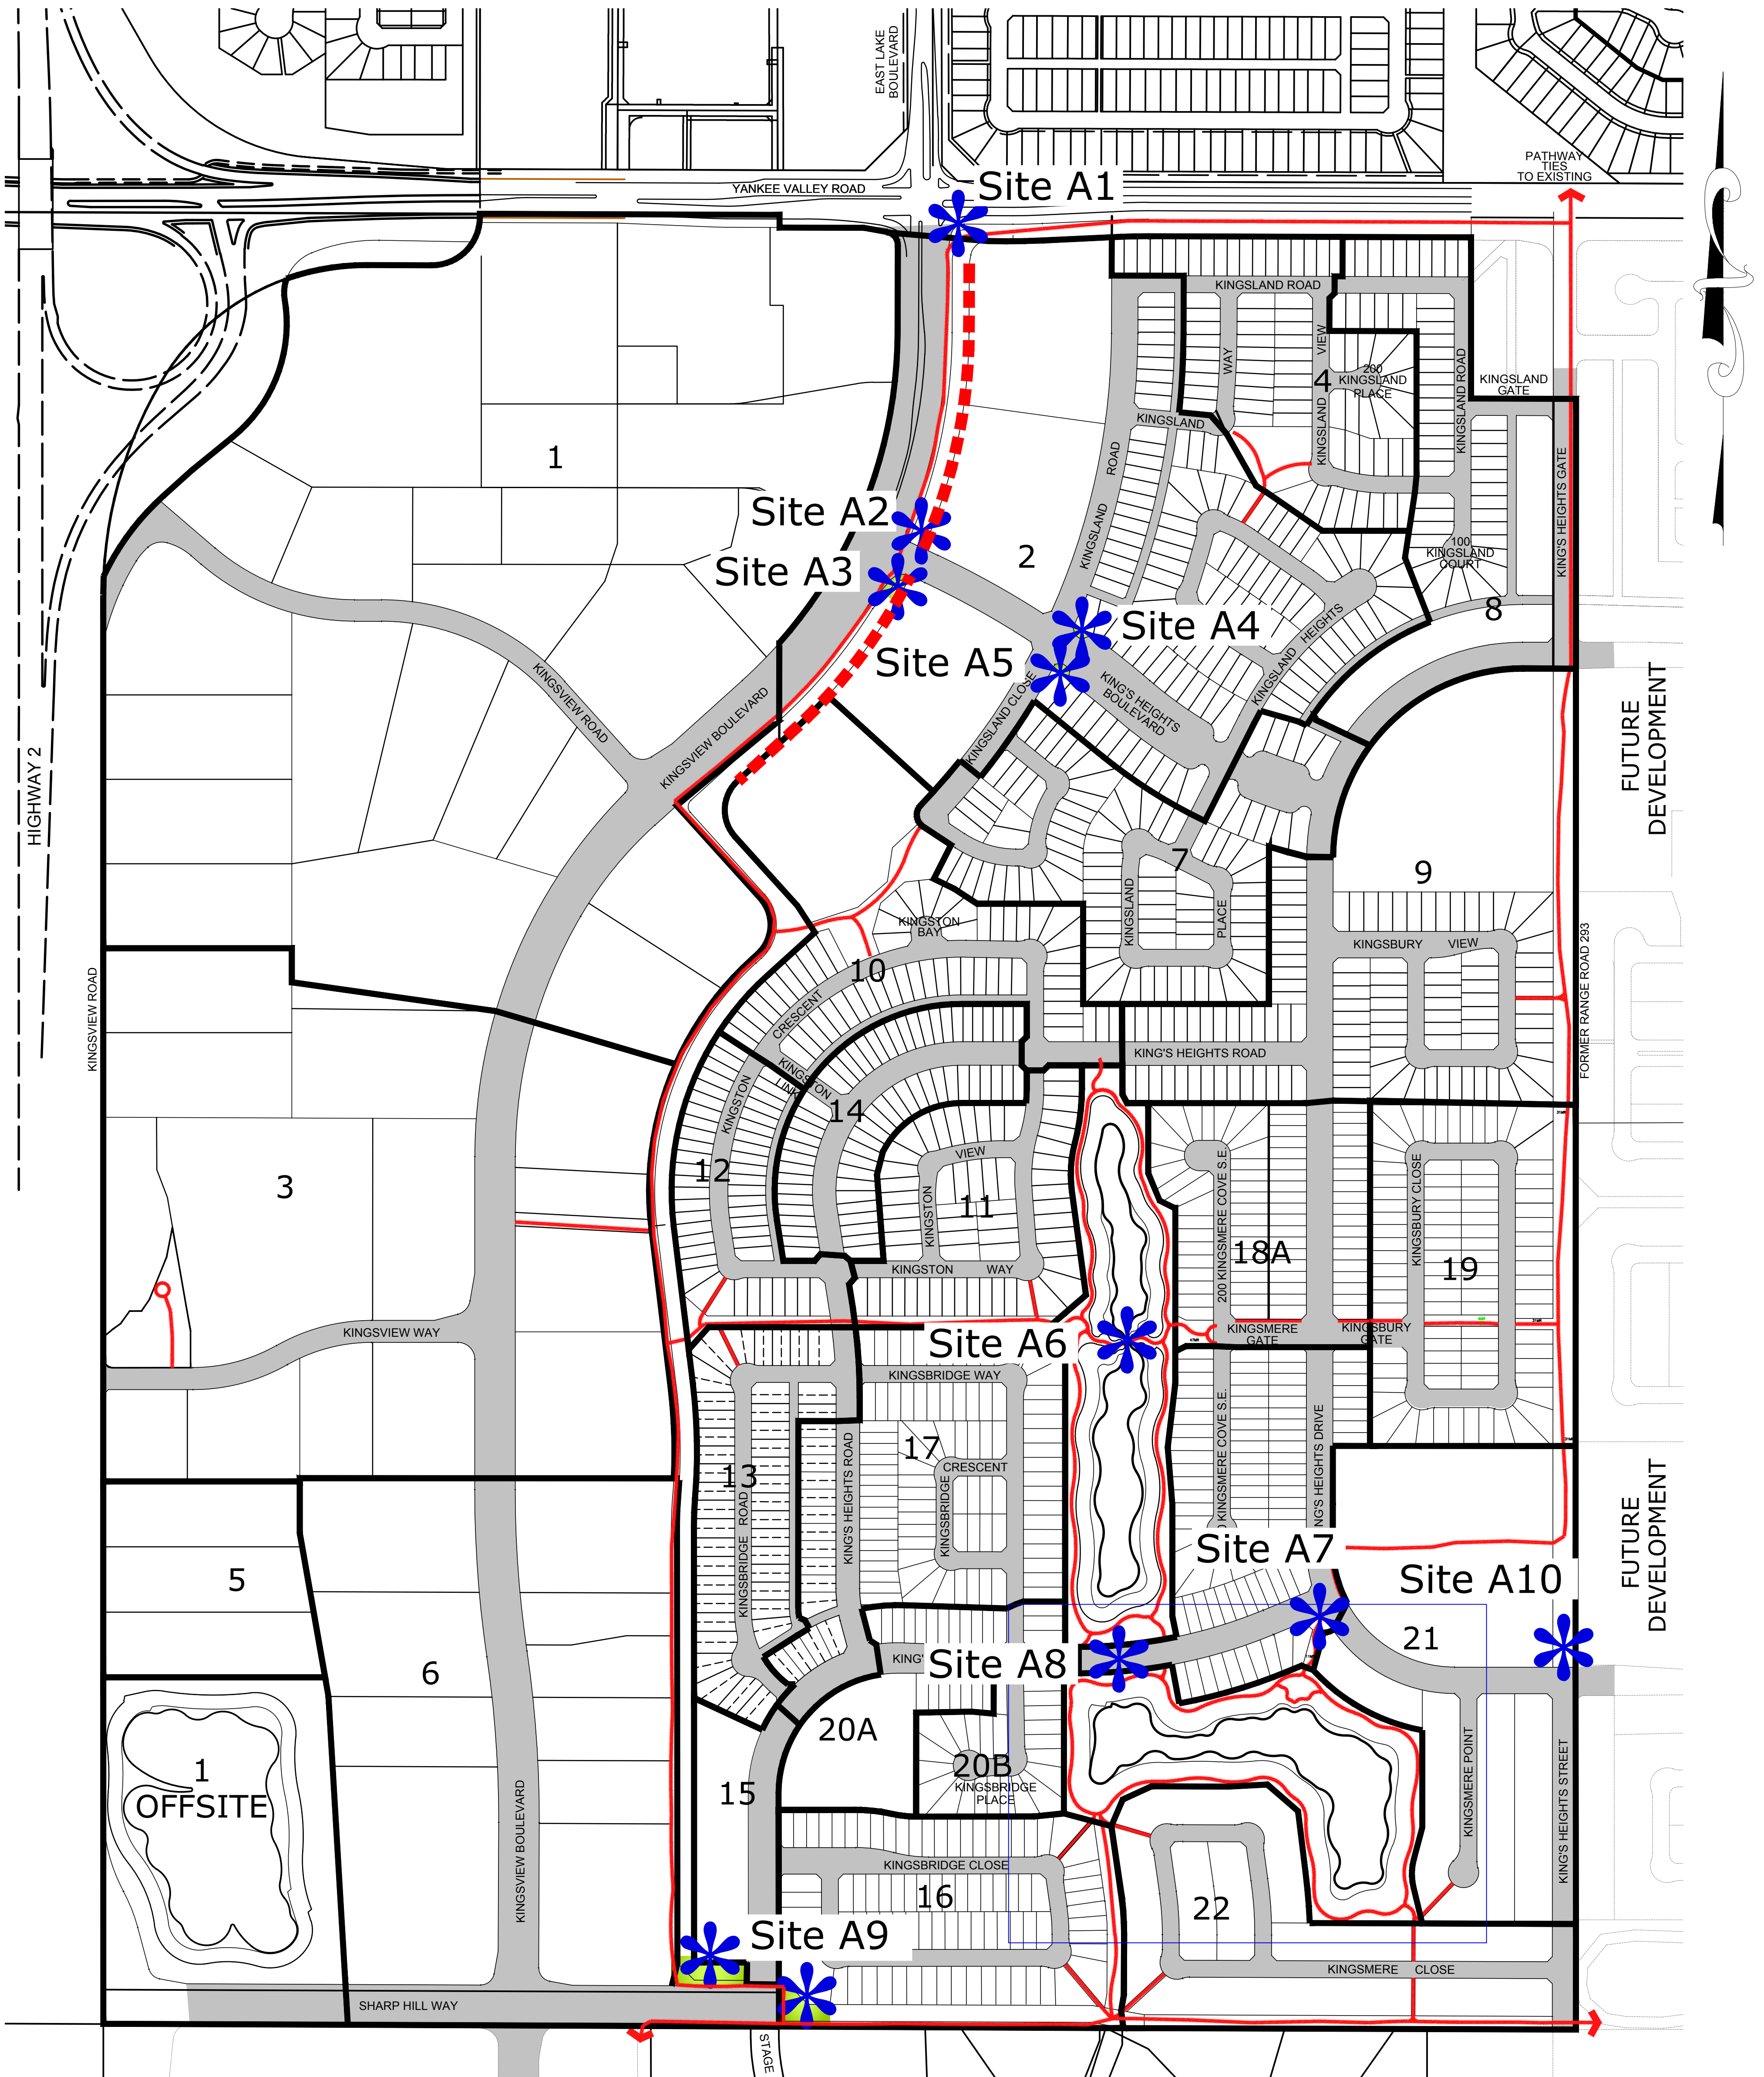 EAST LAKE
BOULEVARD
YANKEE VALLEY ROAD
PATHWAY
TIES
TO EXISTING
Site A1
KINGSLAND ROAD
WAY
KINGSLAND VIEW
4
200
KINGSLAND
PLACE
KINGSLAND ROAD
KINGSLAND
GATE
KINGSLAND
KINGSLAND ROAD
KING'S HEIGHTS GATE
1
Site A2
Site A3
2
100
KINGSLAND
COURT
8
Site A4
Site A5
KINGSLAND HEIGHTS
KINGSLAND CLOSE
KING'S HEIGHTS
BOULEVARD
KINGSVIEW ROAD
KINGSVIEW BOULEVARD
HIGHWAY 2
FUTURE
DEVELOPMENT
7
9
KINGSLAND
PLACE
KINGSTON
BAY
KINGSBURY VIEW
10
CRESCENT
KINGSVIEW ROAD
FORMER RANGE ROAD 293
KING'S HEIGHTS ROAD
KINGSTON
LINK
KINGSTON
14
12
VIEW
KINGSTON
11
3
200 KINGSMERE COVE S.E.
18A
KINGSBURY CLOSE
19
KINGSTON WAY
KINGSVIEW WAY
KINGSMERE
GATE
KINGSBURY
GATE
Site A6
KINGSBRIDGE WAY
17
CRESCENT
KINGSBRIDGE
13
KINGSBRIDGE ROAD
KING'S HEIGHTS ROAD
KINGSMERE COVE S.E.
NG'S HEIGHTS DRIVE
FUTURE
DEVELOPMENT
Site A7
Site A10
5
6
21
KING'
Site A8
20A
20B
KINGSBRIDGE
PLACE
1
OFFSITE
15
KINGSVIEW BOULEVARD
KINGSMERE POINT
KING'S HEIGHTS STREET
KINGSBRIDGE CLOSE
16
22
Site A9
KINGSMERE CLOSE
SHARP HILL WAY
STAGE